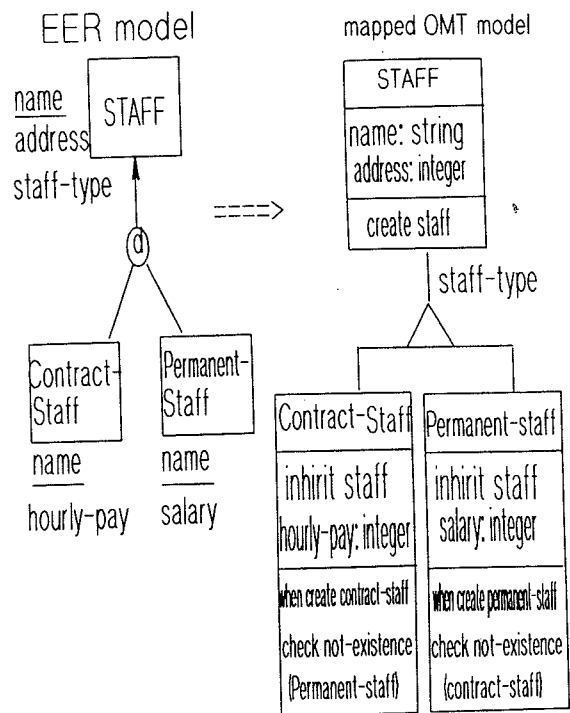 EER model
name
address
STAFF
staff-type
d
Contract-
Staff
name
hourly-pay
Permanent-
Staff
name
salary
mapped OMT model
STAFF
name: string
address: integer
create staff
staff-type
Contract-Staff
inhirit staff
hourly-pay: integer
when create contract-staff
check not-existence
(Permanent-staff)
Permanent-staff
inhirit staff
salary: integer
when create permanent-staff
check not-existence
(contract-staff)